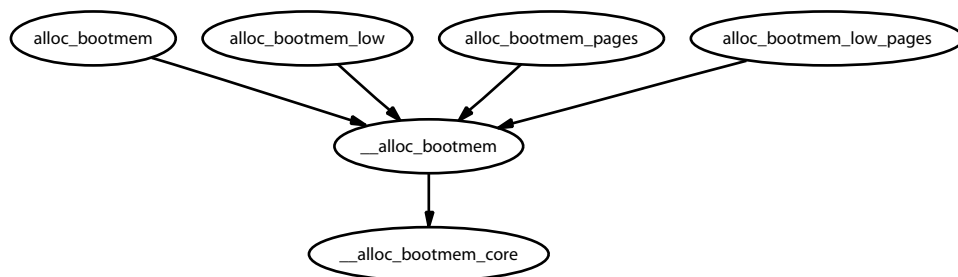 alloc_bootmem
alloc_bootmem_low
alloc_bootmem_pages
alloc_bootmem_low_pages
__alloc_bootmem
__alloc_bootmem_core